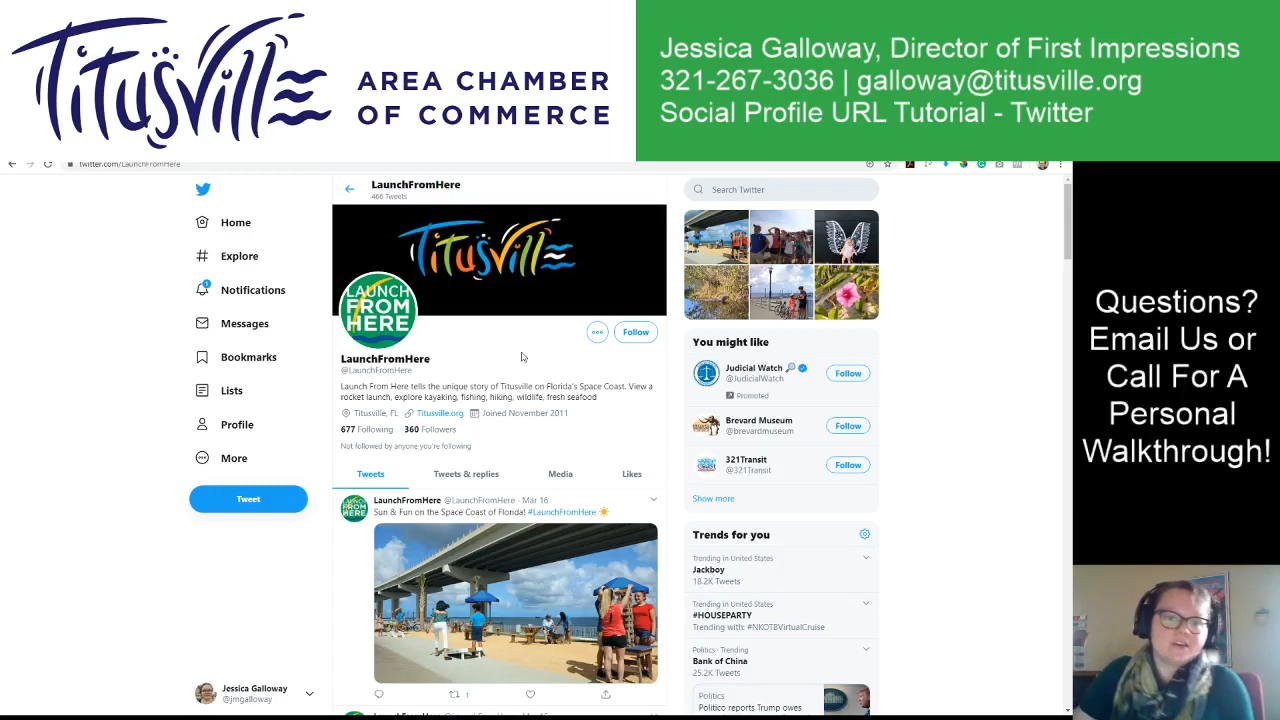 Titusville
AREA CHAMBER
OF COMMERCE
Jessica Galloway, Director of First Impressions
321-267-3036 | galloway@titusville.org
Social Profile URL Tutorial - Twitter
twitter.com/LaunchFromHere
Home
Explore
1
Notifications
Messages
Bookmarks
Lists
Profile
More
Tweet
Jessica Galloway
@jmgalloway
LaunchFromHere
466 Tweets
Titusville
LAUNCH
FROM
HERE
Follow
LaunchFromHere
@LaunchFromHere
Launch From Here tells the unique story of Titusville on Florida's Space Coast. View a
rocket launch, explore kayaking, fishing, hiking, wildlife, fresh seafood
Titusville, FL Titusville.org Joined November 2011
677 Following 360 Followers
Not followed by anyone you're following
Tweets Tweets & replies Media Likes
LAUNCH
FROM
HERE
LaunchFromHere @LaunchFromHere · Mar 16
Sun & Fun on the Space Coast of Florida! #LaunchFromHere
1
Search Twitter
You might like
Judicial Watch
@JudicialWatch
Follow
Promoted
Brevard Museum
@brevardmuseum
Follow
321Transit
@321Transit
Follow
Show more
Trends for you
Trending in United States
Jackboy
18.2K Tweets
Trending in United States
#HOUSEPARTY
Trending with: #NKOTBVirtualCruise
Politics · Trending
Bank of China
25.2K Tweets
Politics
Politico reports Trump owes
Questions?
Email Us or
Call For A
Personal
Walkthrough!